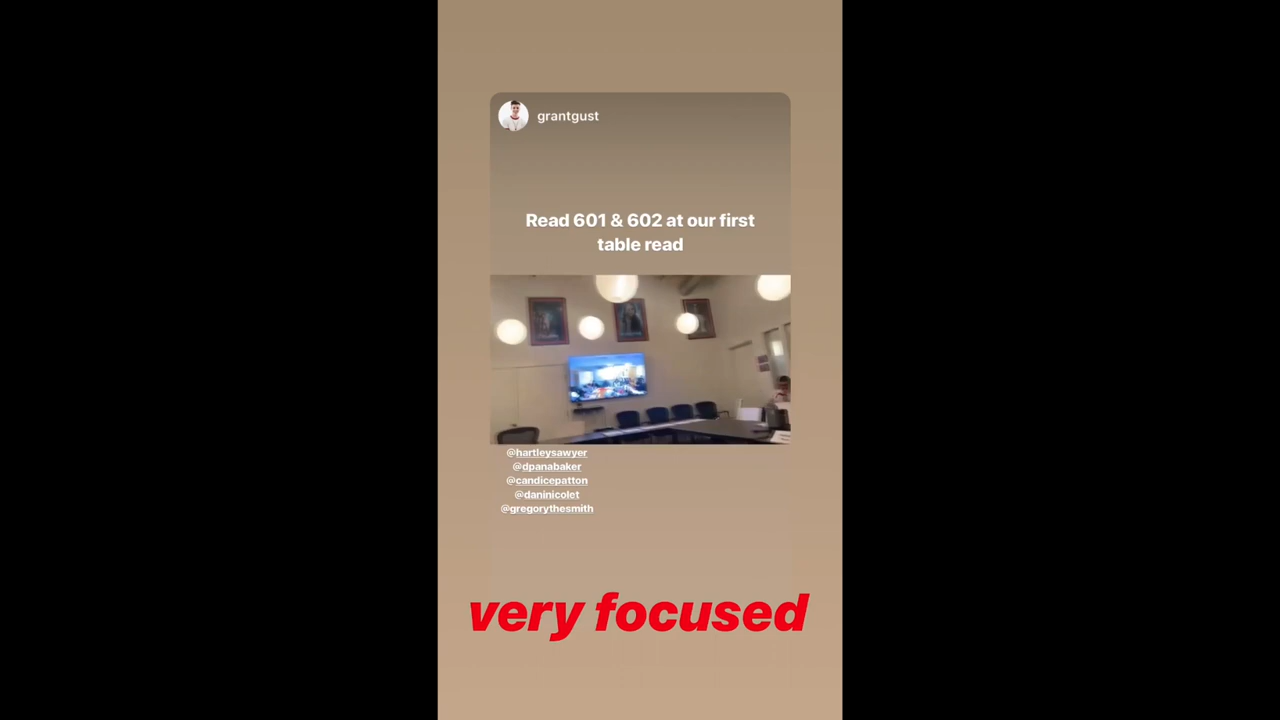 grantgust
Read 601 & 602 at our first
table read
@hartleysawyer
@dpanabaker
@candicepatton
@daninicolet
@gregorythesmith
very focused